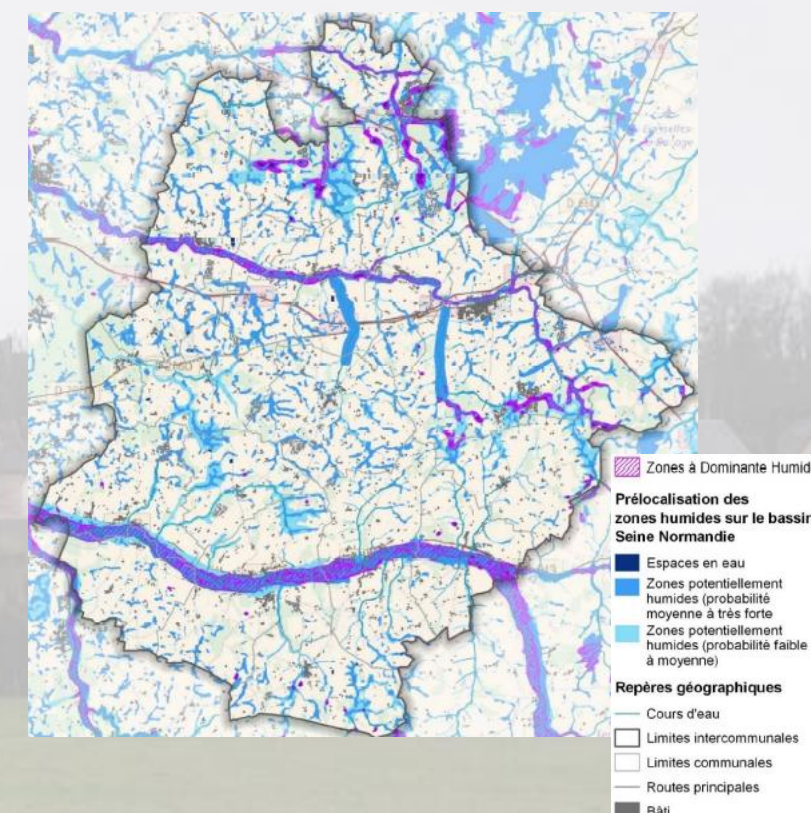 Zones à Dominante Humid
Prélocalisation des
zones humides sur le bassin
Seine Normandie
Espaces en eau
Zones potentiellement
humides (probabilité
moyenne à très forte
Zones potentiellement
humides (probabilité faible
à moyenne)
Repères géographiques
Cours d'eau
Limites intercommunales
Limites communales
Routes principales
Bâti